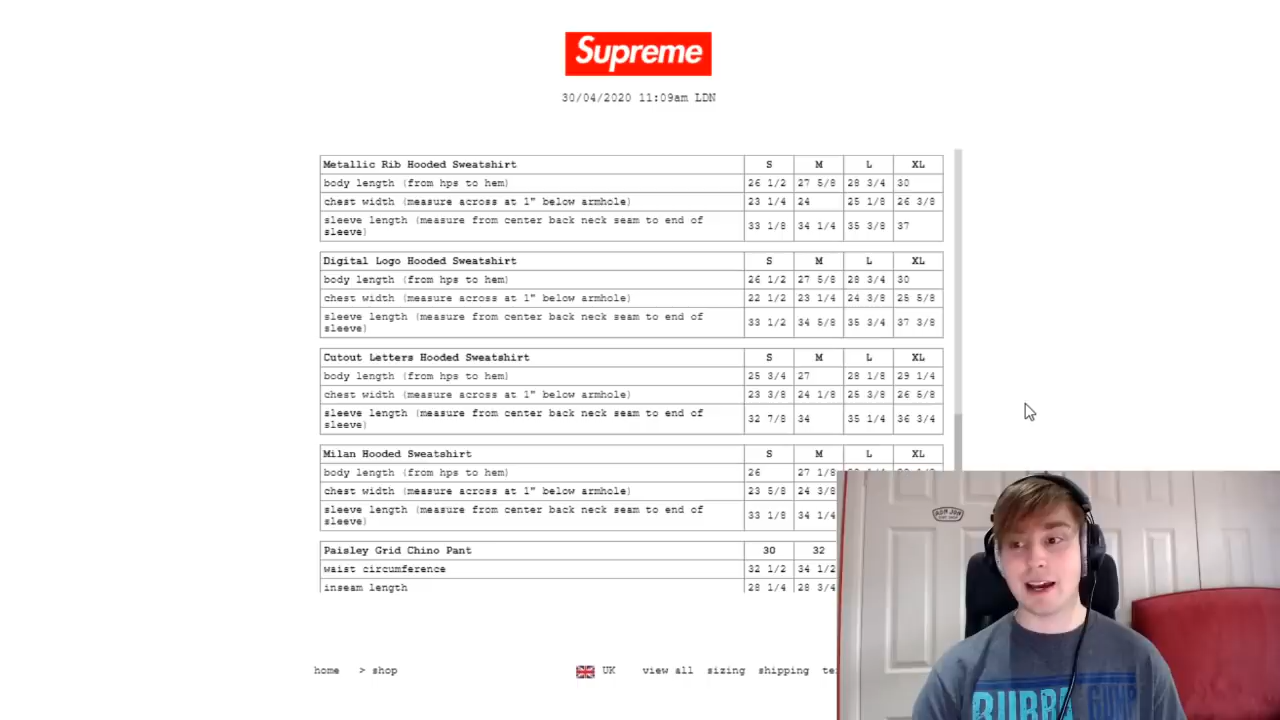 Supreme
30/04/2020 11:09am LDN
Metallic Rib Hooded Sweatshirt S M L XL
body length (from hps to hem) 26 1/2 27 5/8 28 3/4 30
chest width (measure across at 1" below armhole) 23 1/4 24 25 1/8 26 3/8
sleeve length (measure from center back neck seam to end of
sleeve) 33 1/8 34 1/4 35 3/8 37
Digital Logo Hooded Sweatshirt S M L XL
body length (from hps to hem) 26 1/2 27 5/8 28 3/4 30
chest width (measure across at 1" below armhole) 22 1/2 23 1/4 24 3/8 25 5/8
sleeve length (measure from center back neck seam to end of
sleeve) 33 1/2 34 5/8 35 3/4 37 3/8
Cutout Letters Hooded Sweatshirt S M L XL
body length (from hps to hem) 25 3/4 27 28 1/8 29 1/4
chest width (measure across at 1" below armhole) 23 3/8 24 1/8 25 3/8 26 5/8
sleeve length (measure from center back neck seam to end of
sleeve) 32 7/8 34 35 1/4 36 3/4
Milan Hooded Sweatshirt S M L XL
body length (from hps to hem) 26 27 1/8
chest width (measure across at 1" below armhole) 23 5/8 24 3/8
sleeve length (measure from center back neck seam to end of
sleeve) 33 1/8 34 1/4
Paisley Grid Chino Pant 30 32
waist circumference 32 1/2 34 1/2
inseam length 28 1/4 28 3/4
home > shop UK view all sizing shipping
RON JON
BUBBA GUMP